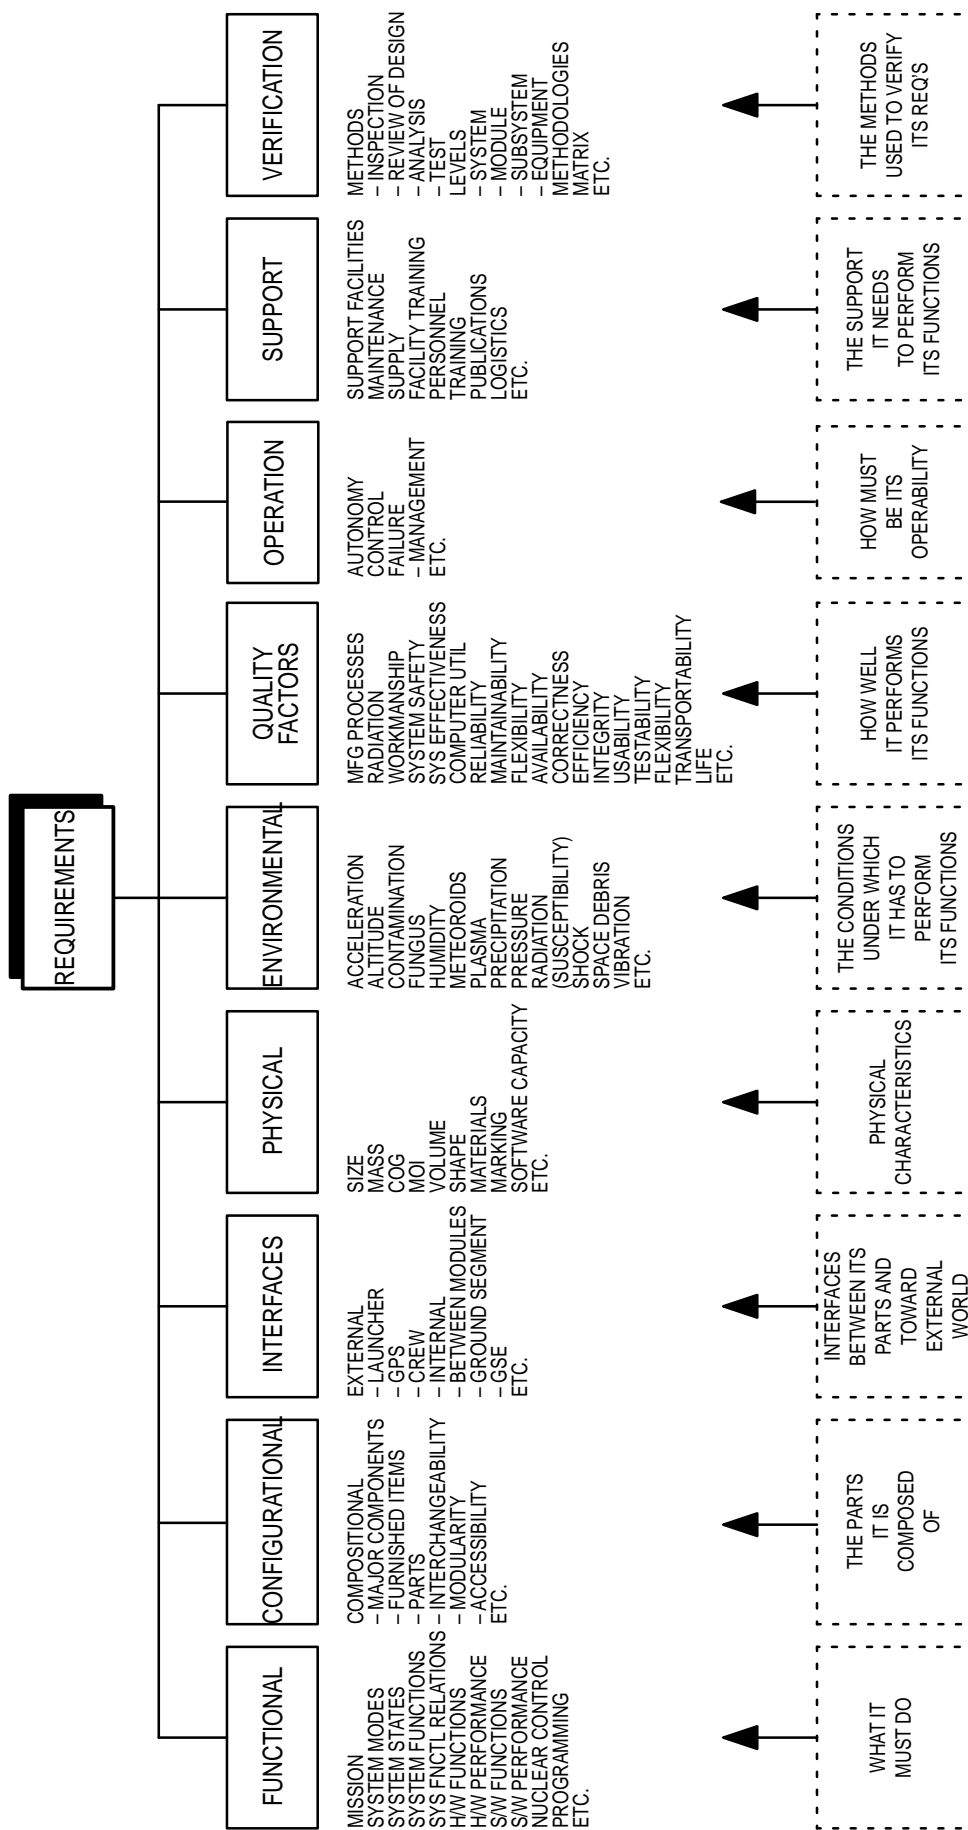 REQUIREMENTS
FUNCTIONAL
MISSION
SYSTEM MODES
SYSTEM STATES
SYSTEM FUNCTIONS
SYS FNCTL RELATIONS
H/W FUNCTIONS
H/W PERFORMANCE
S/W FUNCTIONS
S/W PERFORMANCE
NUCLEAR CONTROL
PROGRAMMING
ETC.
WHAT IT
MUST DO
CONFIGURATIONAL
COMPOSITIONAL
– MAJOR COMPONENTS
– FURNISHED ITEMS
– PARTS
– INTERCHANGEABILITY
– MODULARITY
– ACCESSIBILITY
ETC.
THE PARTS
IT IS
COMPOSED
OF
INTERFACES
EXTERNAL
– LAUNCHER
– GPS
– CREW
– INTERNAL
– BETWEEN MODULES
– GROUND SEGMENT
– GSE
ETC.
INTERFACES
BETWEEN ITS
PARTS AND
TOWARD
EXTERNAL
WORLD
PHYSICAL
SIZE
MASS
COG
MOI
VOLUME
SHAPE
MATERIALS
MARKING
SOFTWARE CAPACITY
ETC.
PHYSICAL
CHARACTERISTICS
ENVIRONMENTAL
ACCELERATION
ALTITUDE
CONTAMINATION
FUNGUS
HUMIDITY
METEOROIDS
PLASMA
PRECIPITATION
PRESSURE
RADIATION
(SUSCEPTIBILITY)
SHOCK
SPACE DEBRIS
VIBRATION
ETC.
THE CONDITIONS
UNDER WHICH
IT HAS TO
PERFORM
ITS FUNCTIONS
QUALITY
FACTORS
MFG PROCESSES
RADIATION
WORKMANSHIP
SYSTEM SAFETY
SYS EFFECTIVENESS
COMPUTER UTIL
RELIABILITY
MAINTAINABILITY
FLEXIBILITY
AVAILABILITY
CORRECTNESS
EFFICIENCY
INTEGRITY
USABILITY
TESTABILITY
FLEXIBILITY
TRANSPORTABILITY
LIFE
ETC.
HOW WELL
IT PERFORMS
ITS FUNCTIONS
OPERATION
AUTONOMY
CONTROL
FAILURE
– MANAGEMENT
ETC.
HOW MUST
BE ITS
OPERABILITY
SUPPORT
SUPPORT FACILITIES
MAINTENANCE
SUPPLY
FACILITY TRAINING
PERSONNEL
TRAINING
PUBLICATIONS
LOGISTICS
ETC.
THE SUPPORT
IT NEEDS
TO PERFORM
ITS FUNCTIONS
VERIFICATION
METHODS
– INSPECTION
– REVIEW OF DESIGN
– ANALYSIS
– TEST
LEVELS
– SYSTEM
– MODULE
– SUBSYSTEM
– EQUIPMENT
METHODOLOGIES
MATRIX
ETC.
THE METHODS
USED TO VERIFY
ITS REQ'S